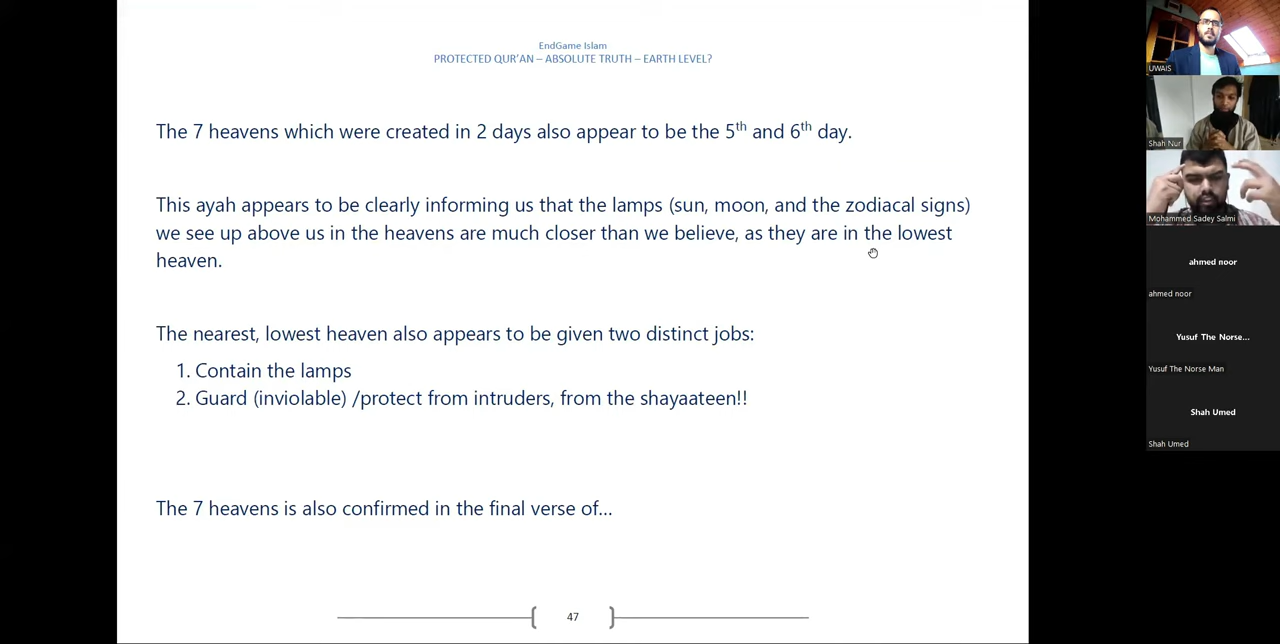 EndGame Islam
PROTECTED QUR'AN – ABSOLUTE TRUTH – EARTH LEVEL?
The 7 heavens which were created in 2 days also appear to be the 5th and 6th day.
This ayah appears to be clearly informing us that the lamps (sun, moon, and the zodiacal signs)
we see up above us in the heavens are much closer than we believe, as they are in the lowest
heaven.
The nearest, lowest heaven also appears to be given two distinct jobs:
1. Contain the lamps
2. Guard (inviolable) /protect from intruders, from the shayaateen!!
The 7 heavens is also confirmed in the final verse of...
47
UWAIS
Shah Nur
Mohammed Sadey Salmi
ahmed noor
ahmed noor
Yusuf The Norse...
Yusuf The Norse Man
Shah Umed
Shah Umed